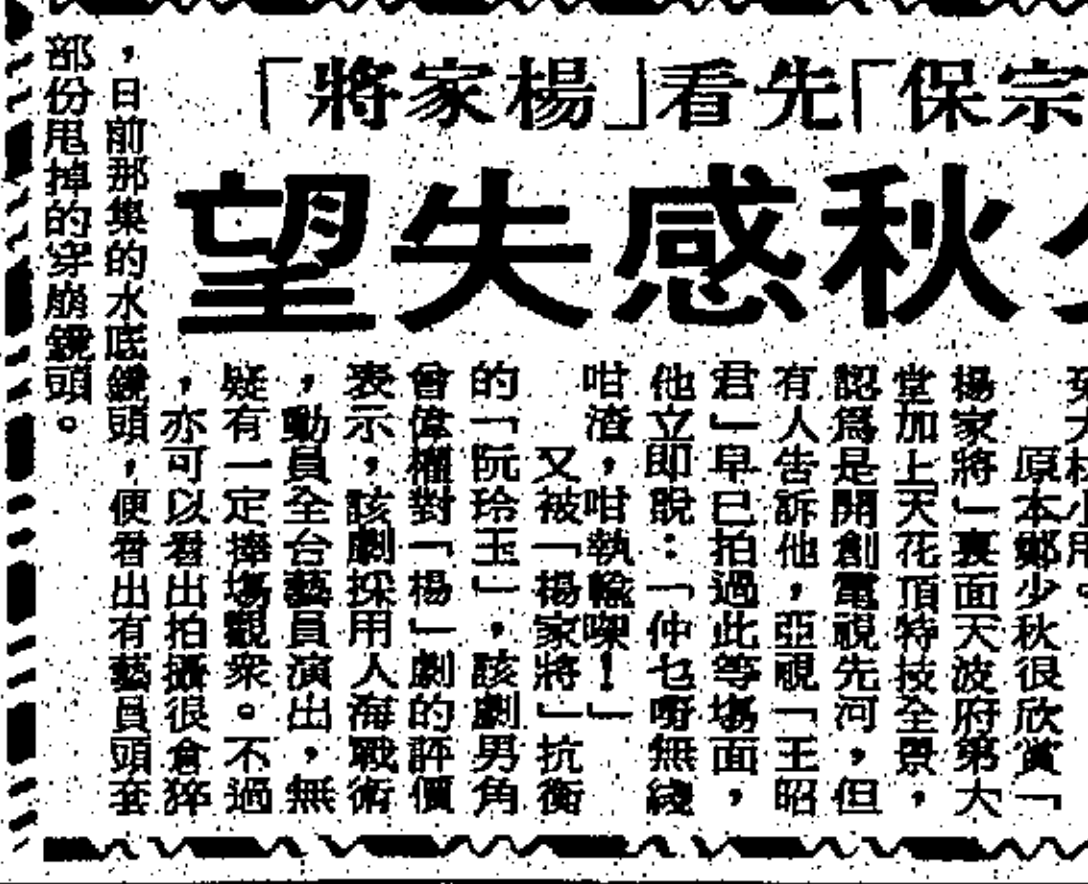 宗保」先看「楊家將」
秋感失望
大材小用。
原本鄭少秋很欣賞「
楊家將」裏面天波府第大
堂加上天花頂特技全景，
認爲是開創電視先河，但
有人告訴他，亞視「王昭
君」早已拍過此等場面，
他立即說：「仲乜嘢無綫
咁渣，咁執輸㗎！」
又被「楊家將」抗衡
的「阮玲玉」，該劇男角
曾偉權對「楊」劇的評價
表示，該劇採用人海戰術
，動員全台藝員演出，無
疑有一定捧場觀衆。不過
，亦可以看出拍攝很倉猝
，日前那集的水底鏡頭，便看出有藝員頭套
部份甩掉的穿崩鏡頭。